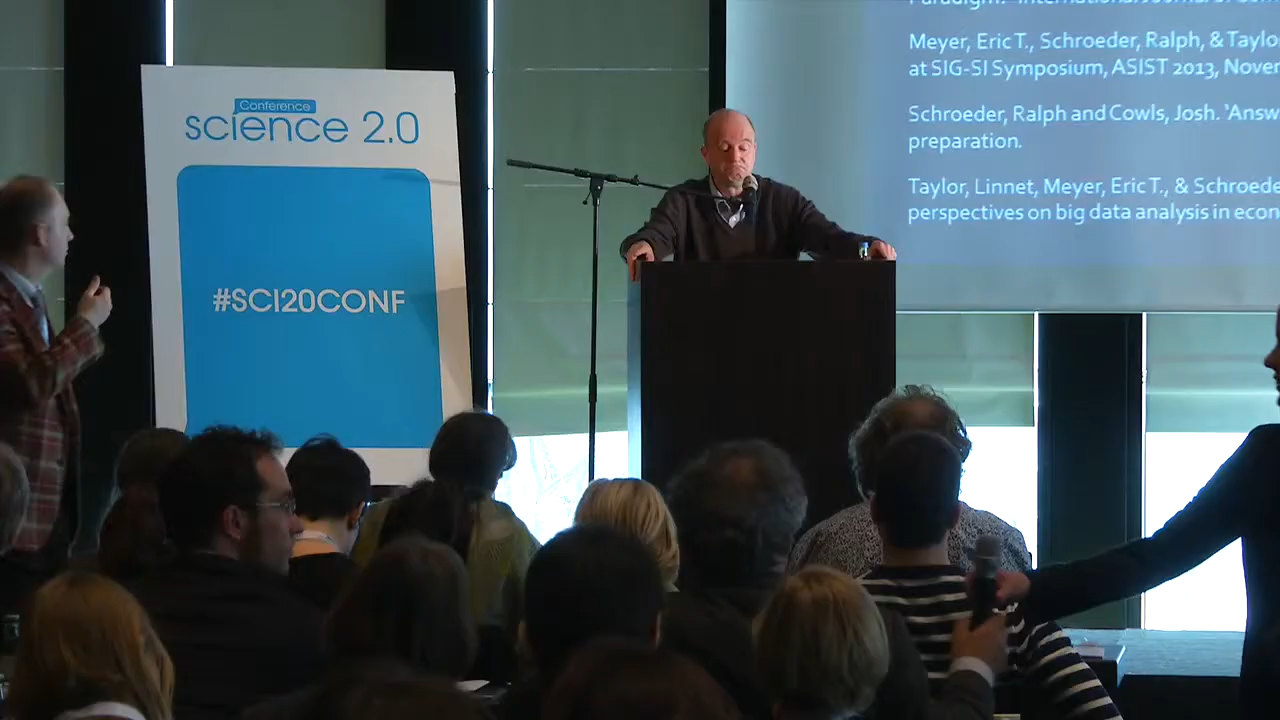 Conference
science 2.0
#SCI20CONF
Meyer, Eric T., Schroeder, Ralph, & Taylo
at SIG-SI Symposium, ASIST 2013, Novem
Schroeder, Ralph and Cowls, Josh. 'Answ
preparation.
Taylor, Linnet, Meyer, Eric T., & Schroede
perspectives on big data analysis in econ